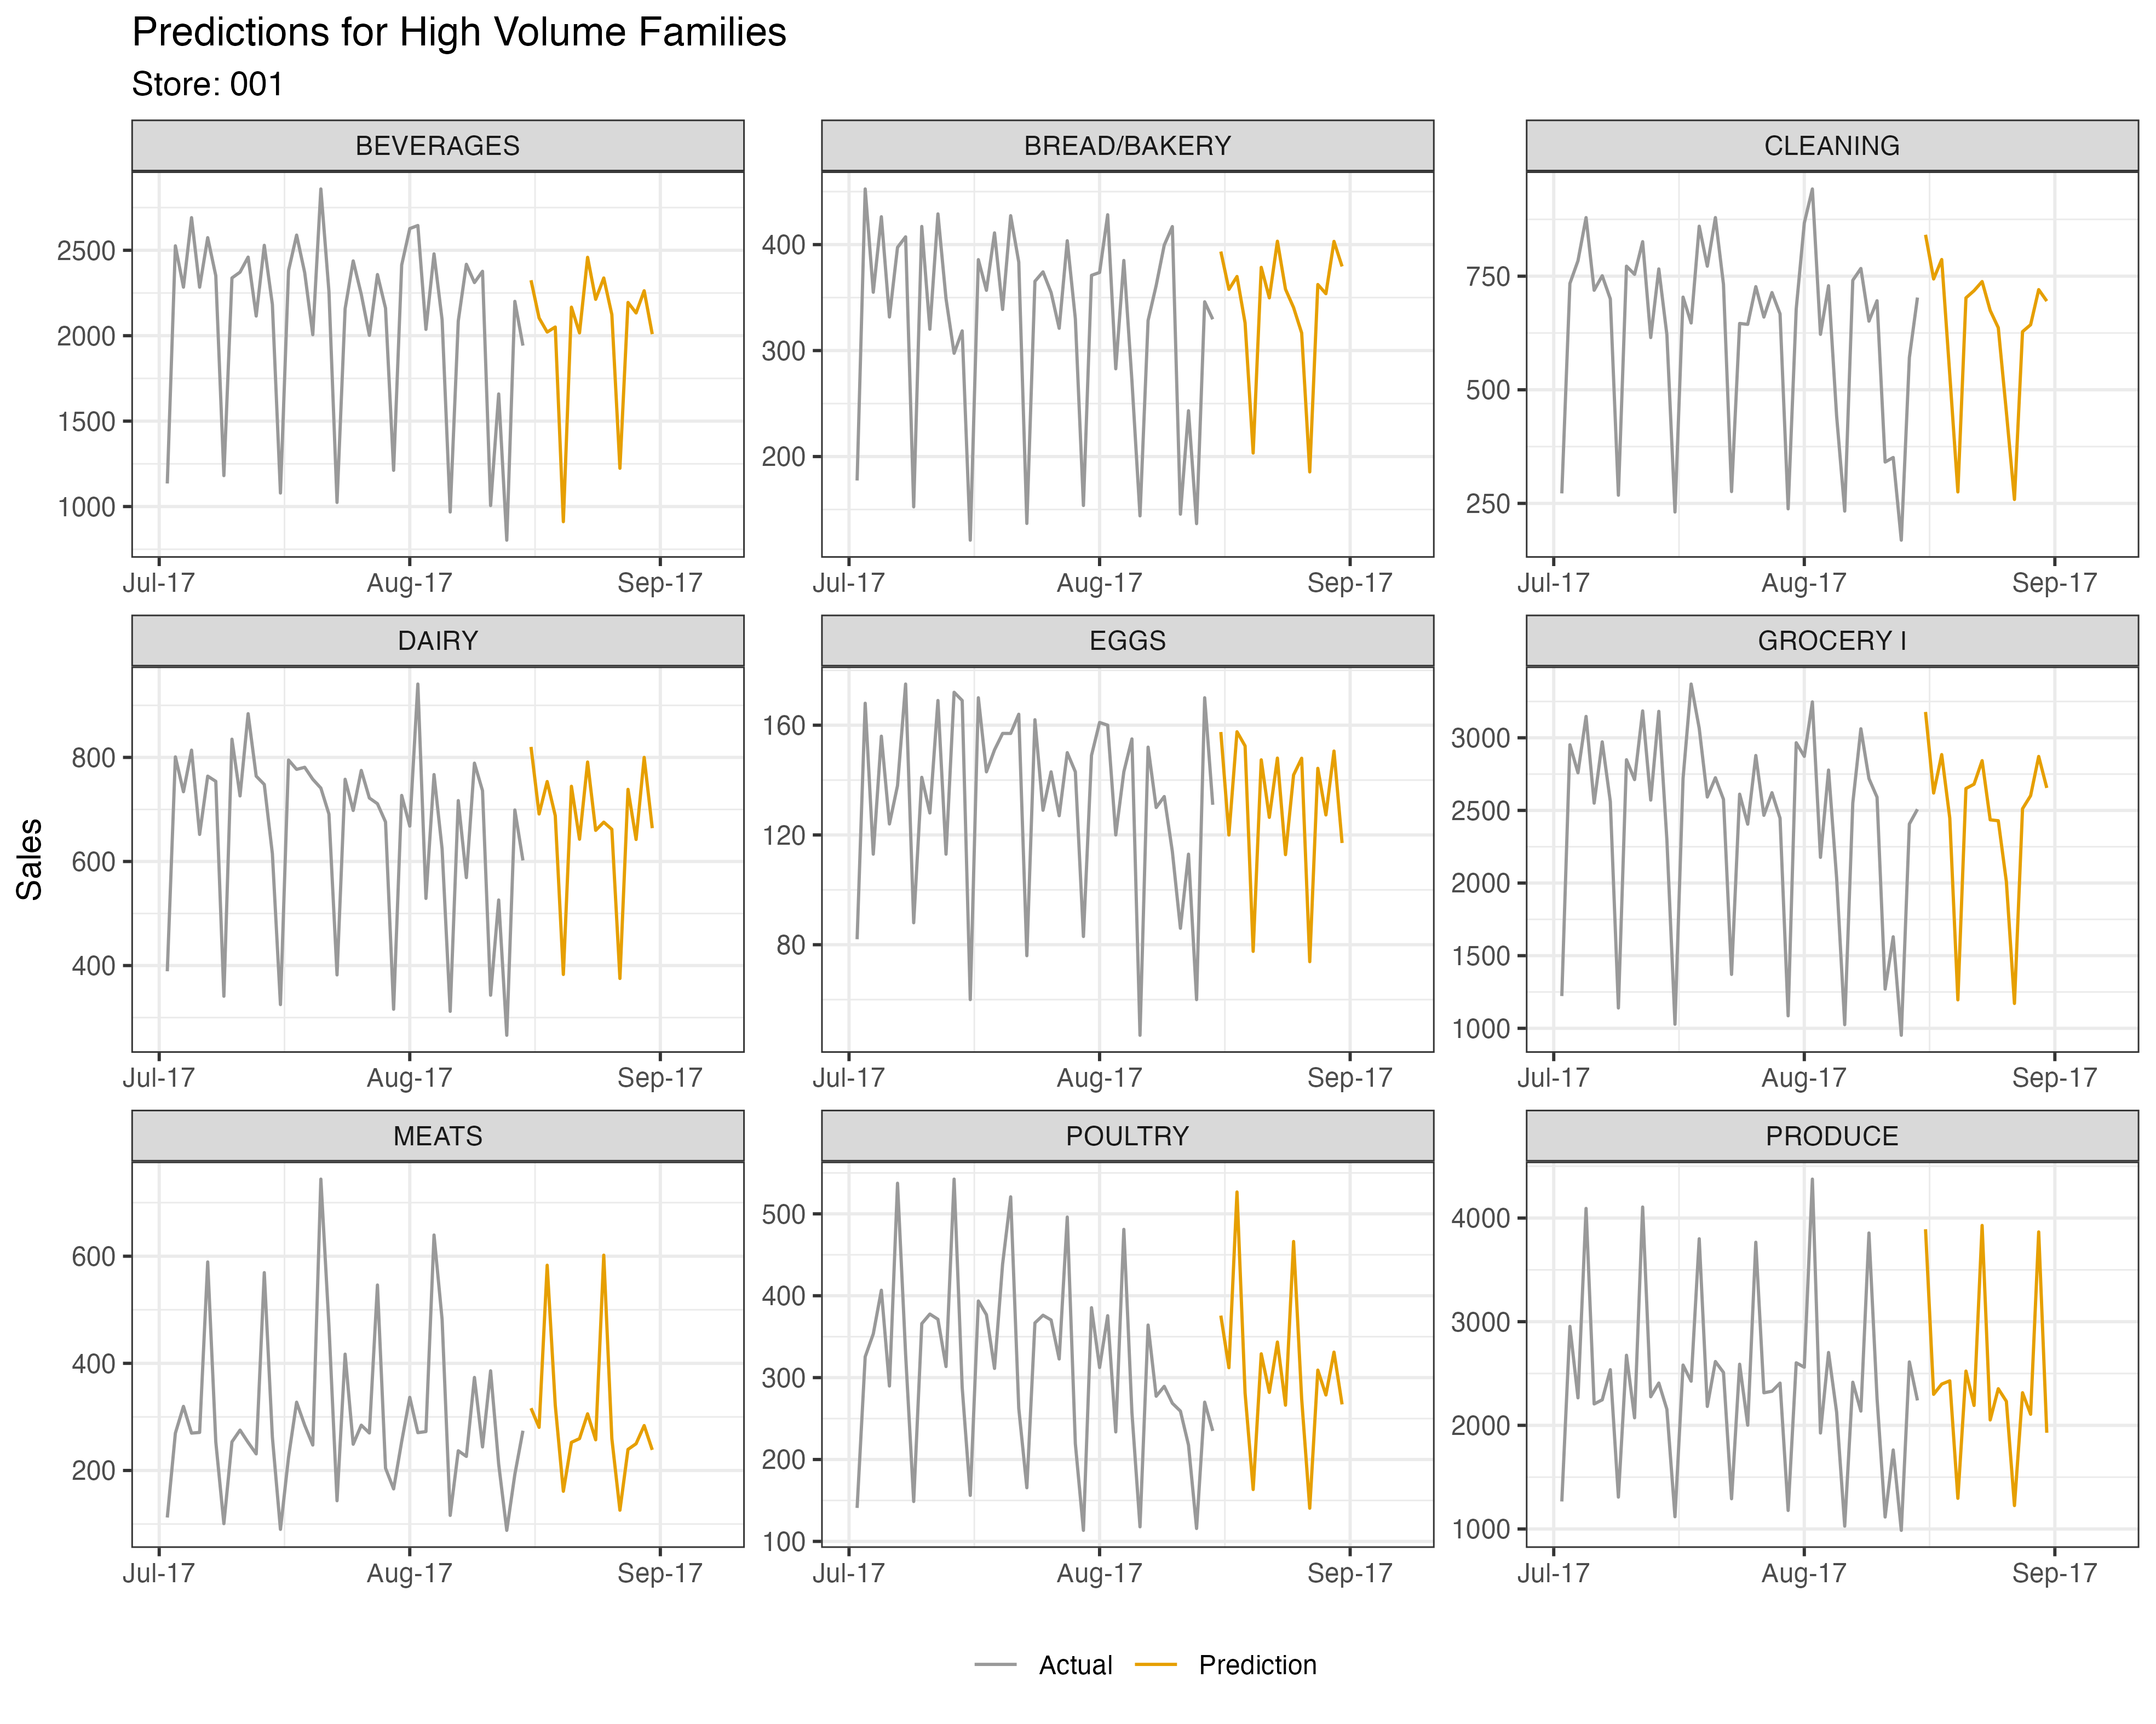 Predictions for High Volume Families
Store: 001
BEVERAGES
BREAD/BAKERY
CLEANING
2500
2000
1500
1000
400
300
200
750
500
250
Jul-17 Aug-17 Sep-17
Jul-17 Aug-17 Sep-17
Jul-17 Aug-17 Sep-17
DAIRY
EGGS
GROCERY I
800
600
400
160
120
80
3000
2500
2000
1500
1000
Jul-17 Aug-17 Sep-17
Jul-17 Aug-17 Sep-17
Jul-17 Aug-17 Sep-17
Sales
MEATS
POULTRY
PRODUCE
600
400
200
500
400
300
200
100
4000
3000
2000
1000
Jul-17 Aug-17 Sep-17
Jul-17 Aug-17 Sep-17
Jul-17 Aug-17 Sep-17
Actual Prediction